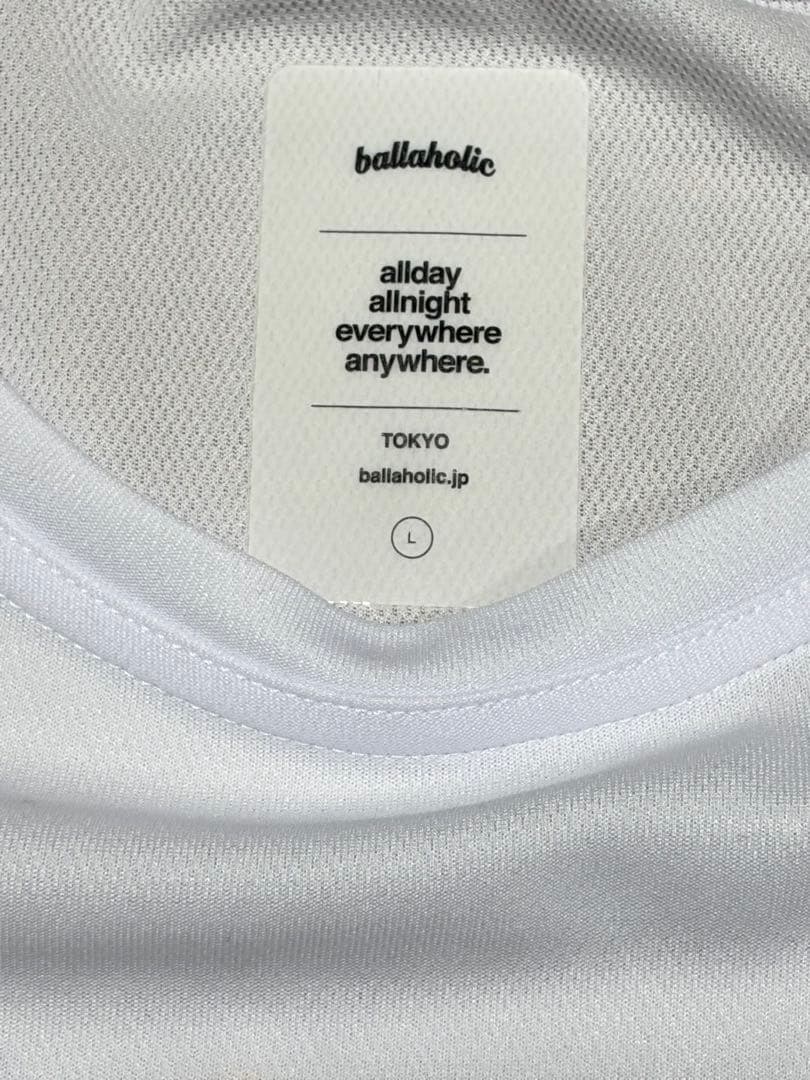 ballaholic
allday
allnight
everywhere
anywhere.
TOKYO
ballaholic.jp
L